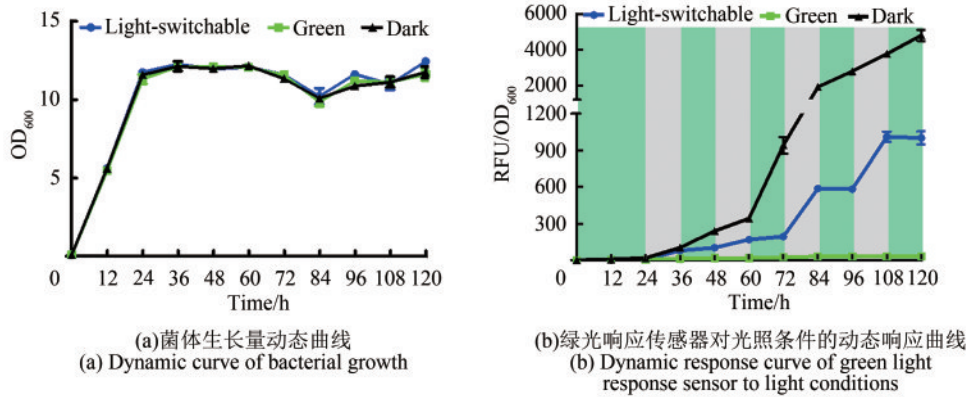 15
10
5
0
OD600
Light-switchable Green Dark
12 24 36 48 60 72 84 96 108 120
Time/h
(a)菌体生长量动态曲线
(a) Dynamic curve of bacterial growth
6000
4000
2000
1200
900
600
300
0
RFU/OD600
Light-switchable Green Dark
12 24 36 48 60 72 84 96 108 120
Time/h
(b)绿光响应传感器对光照条件的动态响应曲线
(b) Dynamic response curve of green light
response sensor to light conditions